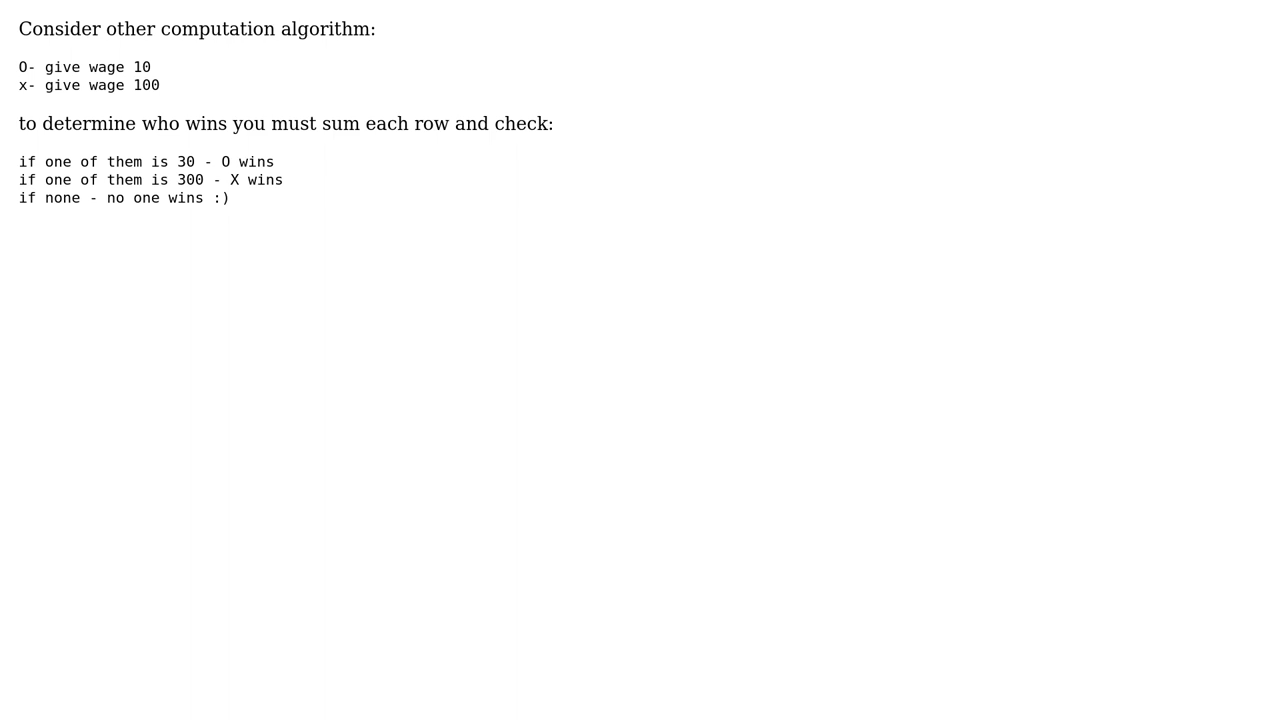 Consider other computation algorithm:
O- give wage 10
x- give wage 100
to determine who wins you must sum each row and check:
if one of them is 30 - O wins
if one of them is 300 - X wins
if none - no one wins :)